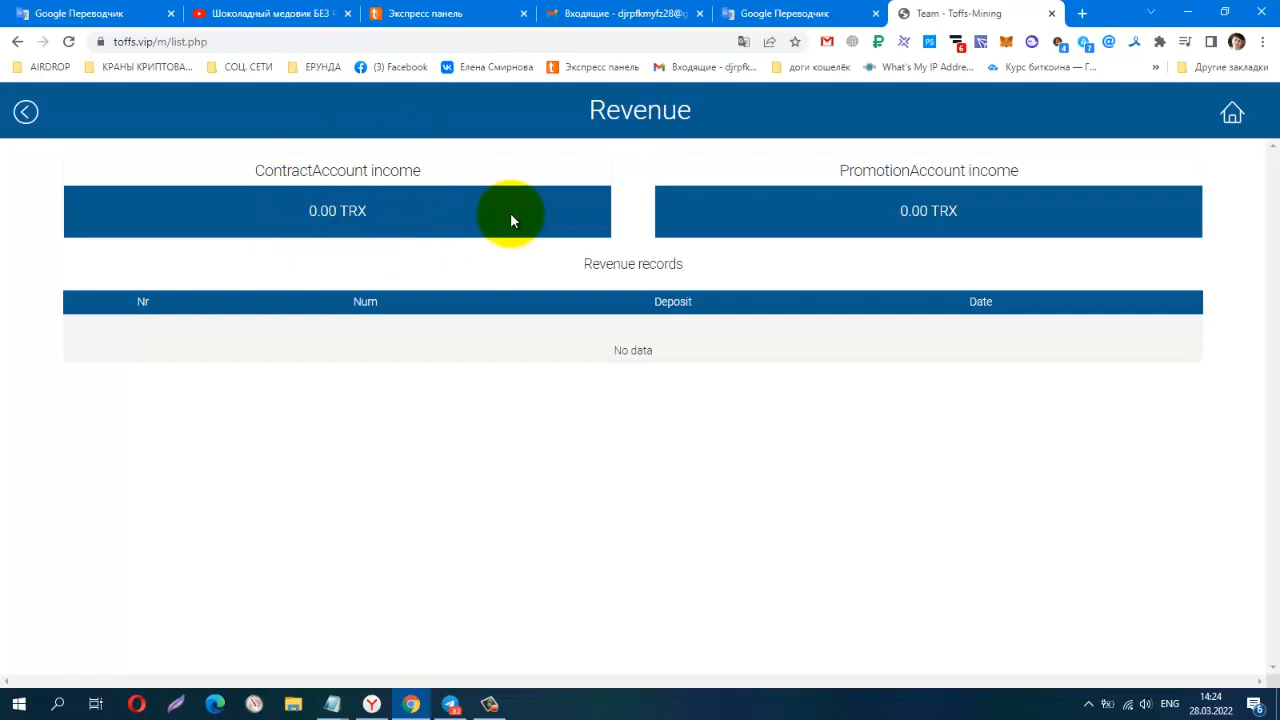 Google Переводчик
Шоколадный медовик БЕЗ
Экспресс панель
Входящие - djrpfkmyfz28@g
Google Переводчик
Team - Toffs-Mining
toffs.vip/m/list.php
6
4
7
AIRDROP
КРАНЫ КРИПТОВА...
СОЦ. СЕТИ
ЕРУНДА
(3) Facebook
Елена Смирнова
Экспресс панель
Входящие - djrpfk...
доги кошелёк
What's My IP Addre...
Курс биткоина — Г...
»
Другие закладки
Revenue
ContractAccount income
PromotionAccount income
0.00 TRX
0.00 TRX
Revenue records
Nr Num Deposit Date
No data
14:24
ENG
28.03.2022